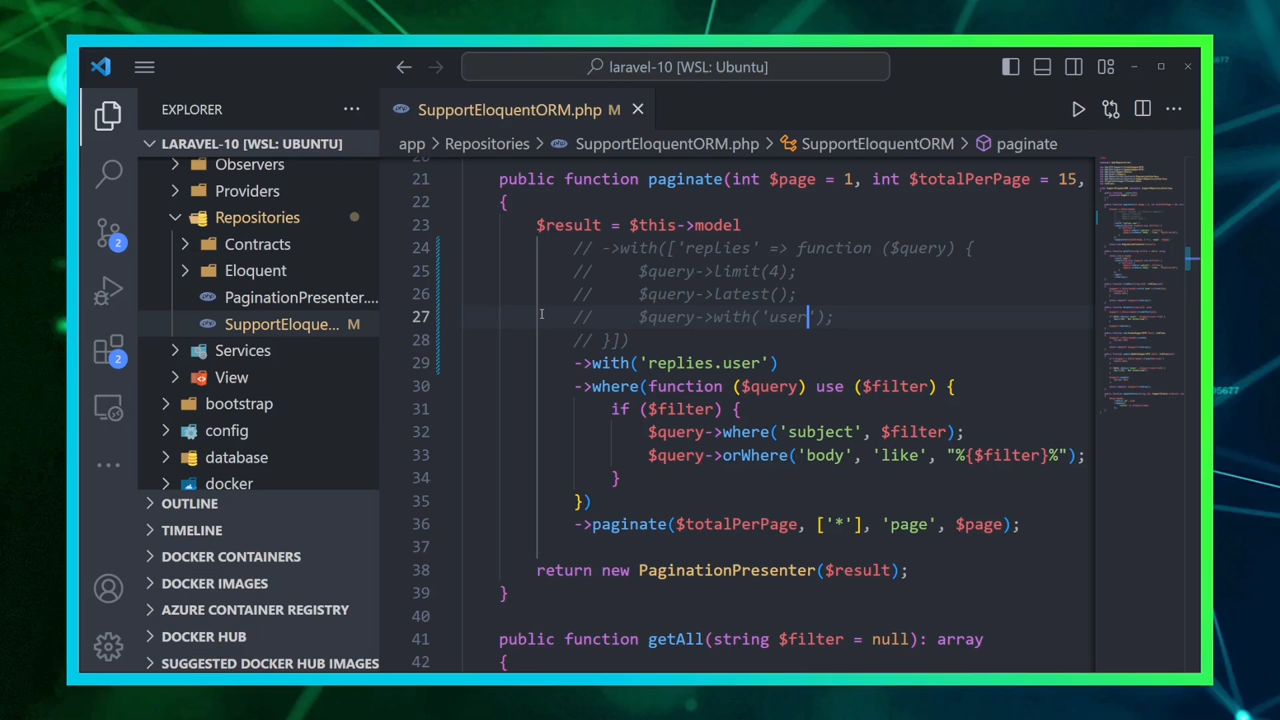 laravel-10 [WSL: Ubuntu]
EXPLORER
LARAVEL-10 [WSL: UBUNTU]
Observers
Providers
Repositories
Contracts
Eloquent
PaginationPresenter....
SupportEloque... M
Services
View
bootstrap
config
database
docker
OUTLINE
TIMELINE
DOCKER CONTAINERS
DOCKER IMAGES
AZURE CONTAINER REGISTRY
DOCKER HUB
SUGGESTED DOCKER HUB IMAGES
2
2
SupportEloquentORM.php M
app > Repositories > SupportEloquentORM.php > SupportEloquentORM > paginate
21 public function paginate(int $page = 1, int $totalPerPage = 15,
22 {
23 $result = $this->model
24 // ->with(['replies' => function ($query) {
25 // $query->limit(4);
26 // $query->latest();
27 // $query->with('user');
28 // }])
29 ->with('replies.user')
30 ->where(function ($query) use ($filter) {
31 if ($filter) {
32 $query->where('subject', $filter);
33 $query->orWhere('body', 'like', "%{$filter}%");
34 }
35 })
36 ->paginate($totalPerPage, ['*'], 'page', $page);
37
38 return new PaginationPresenter($result);
39 }
40
41 public function getAll(string $filter = null): array
42 {